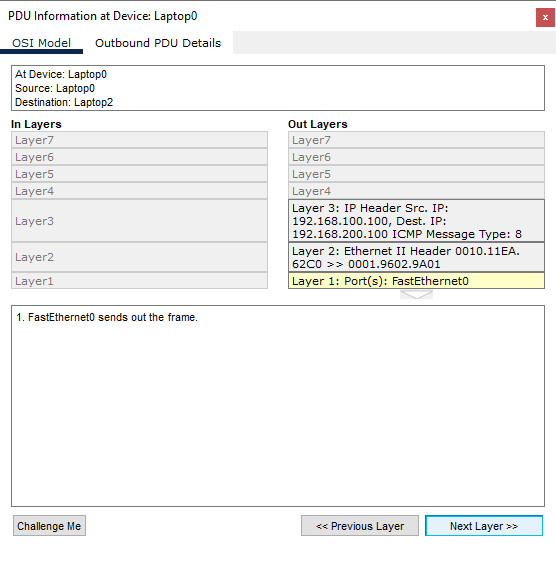 PDU Information at Device: Laptop0
x
OSI Model
Outbound PDU Details
At Device: Laptop0
Source: Laptop0
Destination: Laptop2
In Layers
Layer7
Layer6
Layer5
Layer4
Layer3
Layer2
Layer1
Out Layers
Layer7
Layer6
Layer5
Layer4
Layer 3: IP Header Src. IP:
192.168.100.100, Dest. IP:
192.168.200.100 ICMP Message Type: 8
Layer 2: Ethernet II Header 0010.11EA.
62C0 >> 0001.9602.9A01
Layer 1: Port(s): FastEthernet0
1. FastEthernet0 sends out the frame.
Challenge Me
<< Previous Layer
Next Layer >>